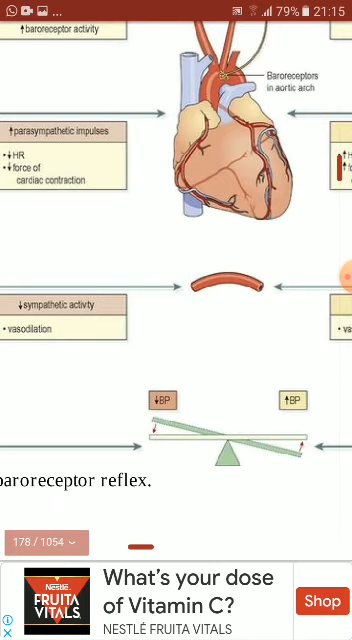 ... 79% 21:15
↑baroreceptor activity
Baroreceptors
in aortic arch
↑parasympathetic impulses
•↓HR
•↓force of
cardiac contraction
↓sympathetic activity
• vasodilation
• va
↓BP
↑BP
baroreceptor reflex.
178 / 1054
Nestlé
FRUITA
VITALS
What's your dose
of Vitamin C?
NESTLÉ FRUITA VITALS
Shop